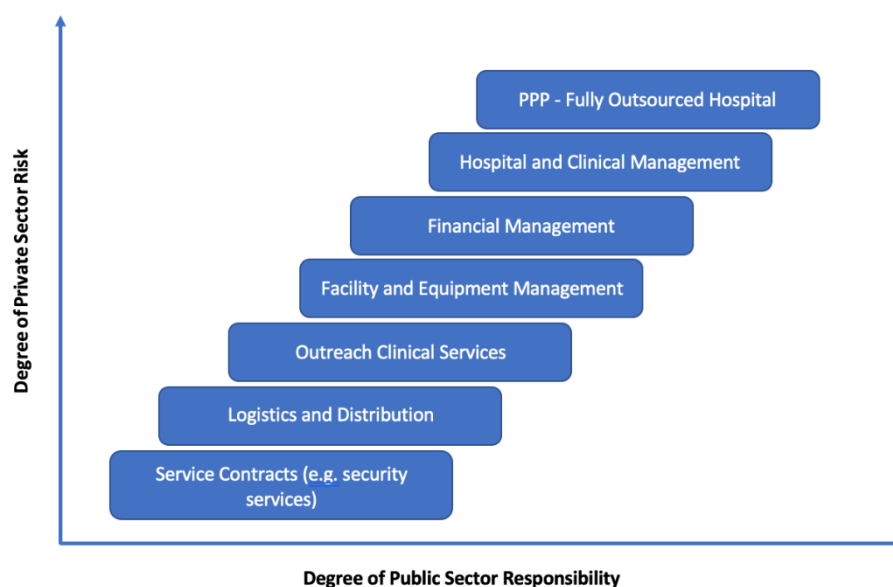 PPP - Fully Outsourced Hospital
Hospital and Clinical Management
Financial Management
Facility and Equipment Management
Outreach Clinical Services
Logistics and Distribution
Service Contracts (e.g. security
services)
Degree of Private Sector Risk
Degree of Public Sector Responsibility